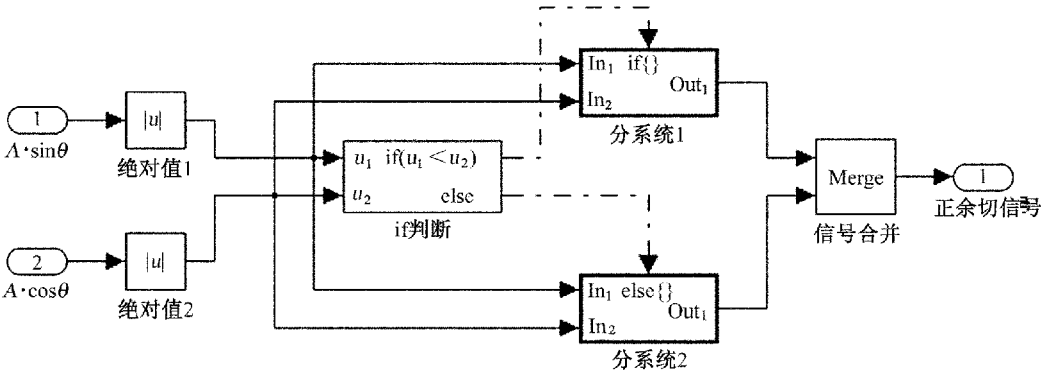 In₁ if{}
Out₁
In₂
分系统1
1
|u|
A·sinθ
绝对值1
u₁ if(u₁<u₂)
u₂ else
if判断
Merge
信号合并
1
正余切信号
2
|u|
A·cosθ
绝对值2
In₁ else{}
Out₁
In₂
分系统2